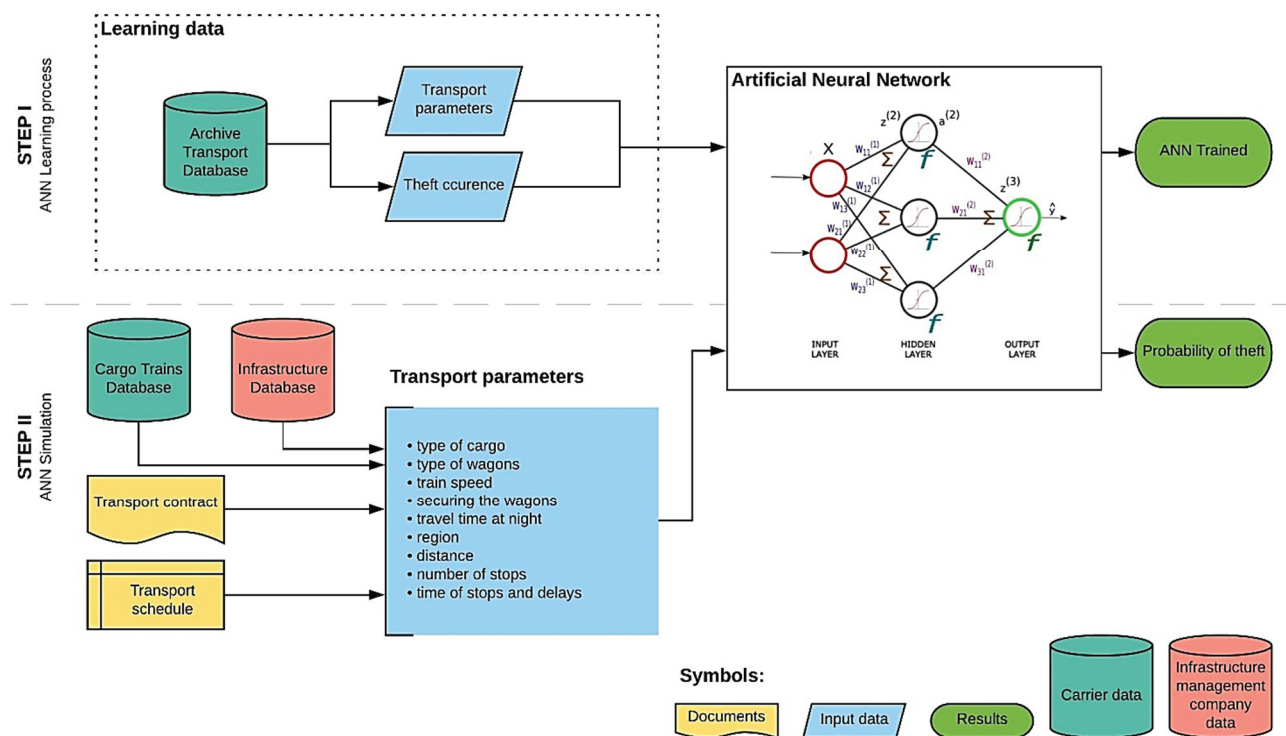 STEP I
ANN Learning process
Learning data
Archive
Transport
Database
Transport
parameters
Theft ccurence
Artificial Neural Network
X
z(2)
a(2)
W11(1)
W12(1)
W13(1)
W21(1)
W22(1)
W23(1)
Σ
Σ
Σ
f
f
f
W11(2)
W21(2)
W31(2)
z(3)
Σ
ŷ
f
INPUT
LAYER
HIDDEN
LAYER
OUTPUT
LAYER
ANN Trained
STEP II
ANN Simulation
Cargo Trains
Database
Infrastructure
Database
Transport contract
Transport
schedule
Transport parameters
• type of cargo
• type of wagons
• train speed
• securing the wagons
• travel time at night
• region
• distance
• number of stops
• time of stops and delays
Probability of theft
Symbols:
Documents
Input data
Results
Carrier data
Infrastructure
management
company
data